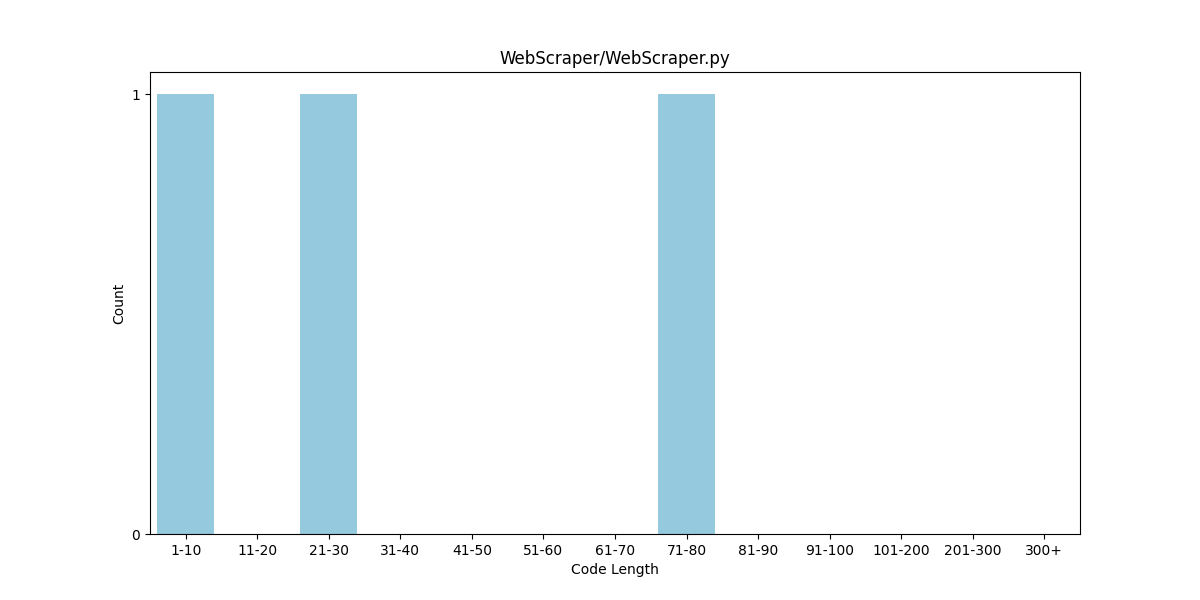 WebScraper/WebScraper.py
1
Count
0
1-10 11-20 21-30 31-40 41-50 51-60 61-70 71-80 81-90 91-100 101-200 201-300 300+
Code Length